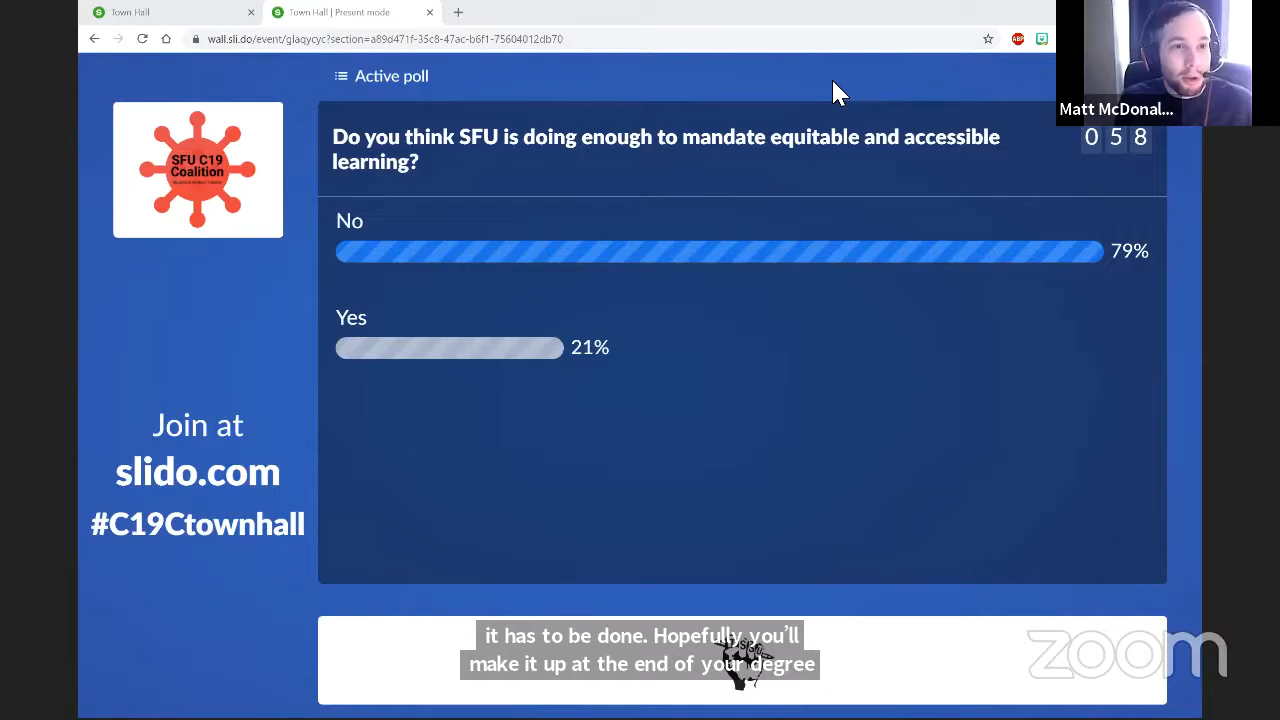 Town Hall
Town Hall | Present mode
wall.sli.do/event/glaqycyc?section=a89d471f-35c8-47ac-b6f1-75604012db70
ABP
Matt McDonal...
Active poll
SFU C19
Coalition
Do you think SFU is doing enough to mandate equitable and accessible
learning?
058
No
79%
Yes
21%
Join at
slido.com
#C19Ctownhall
it has to be done. Hopefully you'll
make it up at the end of your degree
zoom